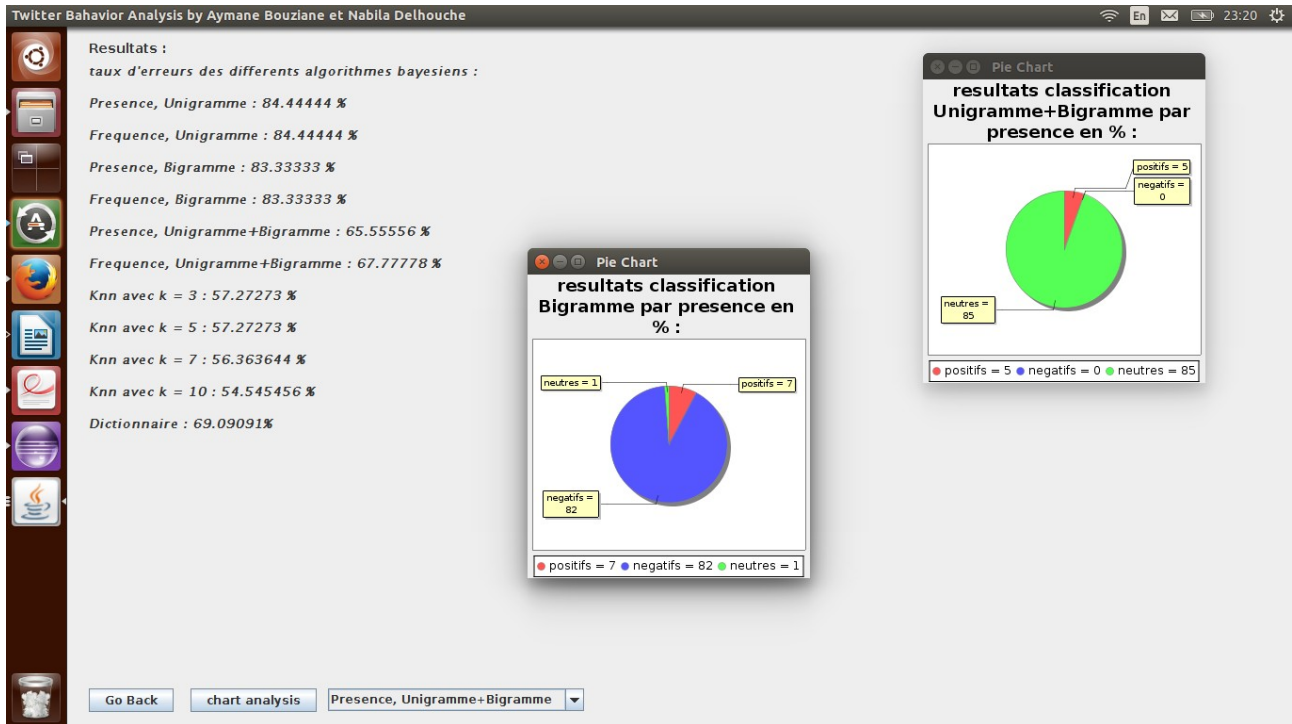 Twitter Bahavior Analysis by Aymane Bouziane et Nabila Delhouche
En
23:20
Resultats :
taux d'erreurs des differents algorithmes bayesiens :
Presence, Unigramme : 84.44444 %
Frequence, Unigramme : 84.44444 %
Presence, Bigramme : 83.33333 %
Frequence, Bigramme : 83.33333 %
Presence, Unigramme+Bigramme : 65.55556 %
Frequence, Unigramme+Bigramme : 67.77778 %
Knn avec k = 3 : 57.27273 %
Knn avec k = 5 : 57.27273 %
Knn avec k = 7 : 56.363644 %
Knn avec k = 10 : 54.545456 %
Dictionnaire : 69.09091%
Pie Chart
resultats classification
Bigramme par presence en
% :
neutres = 1
positifs = 7
negatifs =
82
positifs = 7 negatifs = 82 neutres = 1
Pie Chart
resultats classification
Unigramme+Bigramme par
presence en % :
positifs = 5
negatifs =
0
neutres =
85
positifs = 5 negatifs = 0 neutres = 85
Go Back
chart analysis
Presence, Unigramme+Bigramme